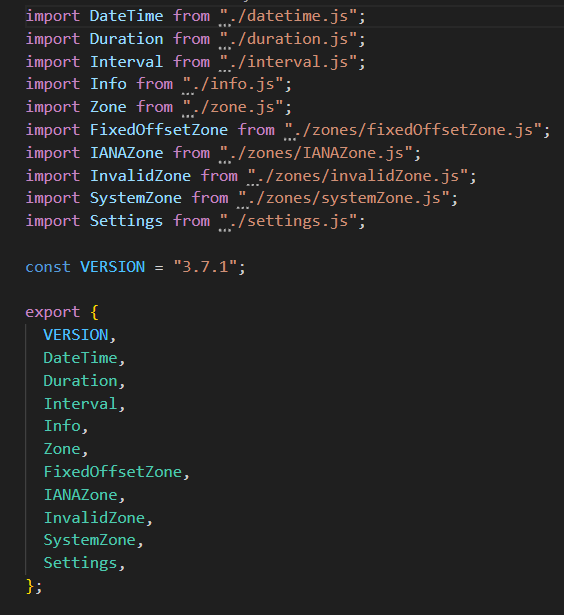 import DateTime from "./datetime.js";
import Duration from "./duration.js";
import Interval from "./interval.js";
import Info from "./info.js";
import Zone from "./zone.js";
import FixedOffsetZone from "./zones/fixedOffsetZone.js";
import IANAZone from "./zones/IANAZone.js";
import InvalidZone from "./zones/invalidZone.js";
import SystemZone from "./zones/systemZone.js";
import Settings from "./settings.js";

const VERSION = "3.7.1";

export {
  VERSION,
  DateTime,
  Duration,
  Interval,
  Info,
  Zone,
  FixedOffsetZone,
  IANAZone,
  InvalidZone,
  SystemZone,
  Settings,
};